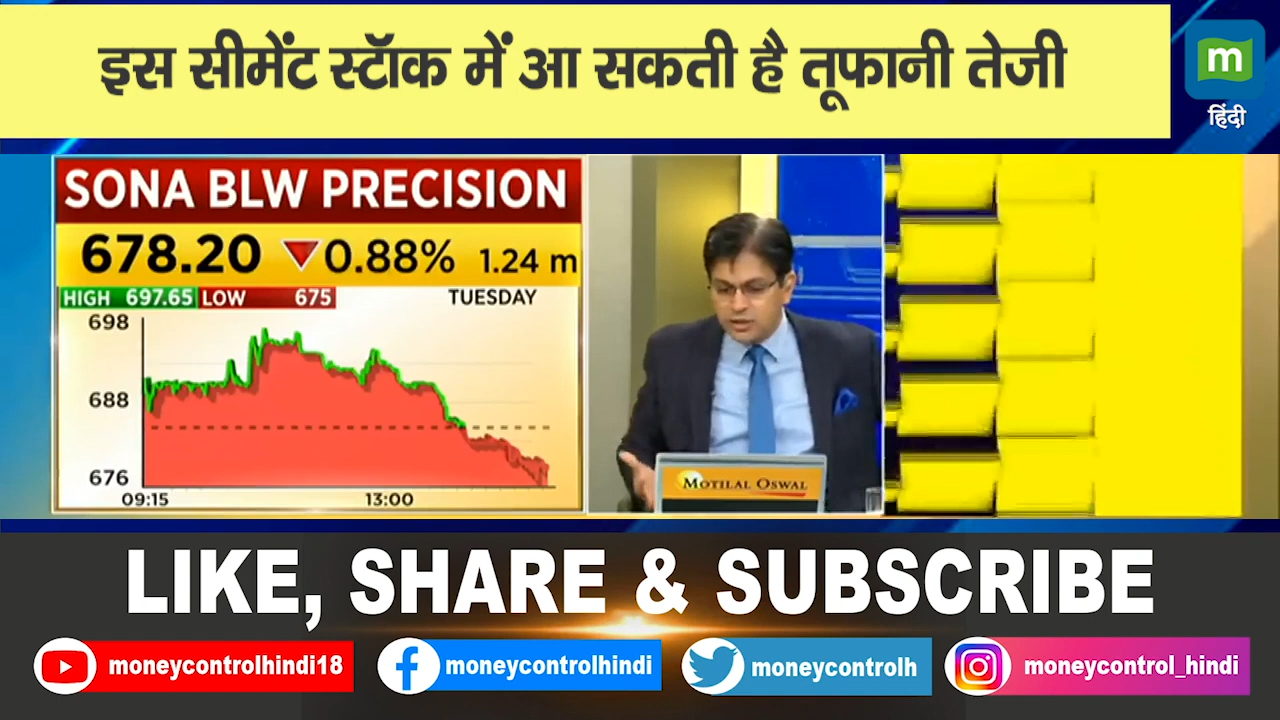 इस सीमेंट स्टॉक में आ सकती है तूफानी तेजी
m
हिंदी
SONA BLW PRECISION
678.20 ▼0.88% 1.24 m
HIGH 697.65 LOW 675 TUESDAY
698
688
676
09:15 13:00
MOTILAL OSWAL
LIKE, SHARE & SUBSCRIBE
moneycontrolhindi18 moneycontrolhindi moneycontrolh moneycontrol_hindi